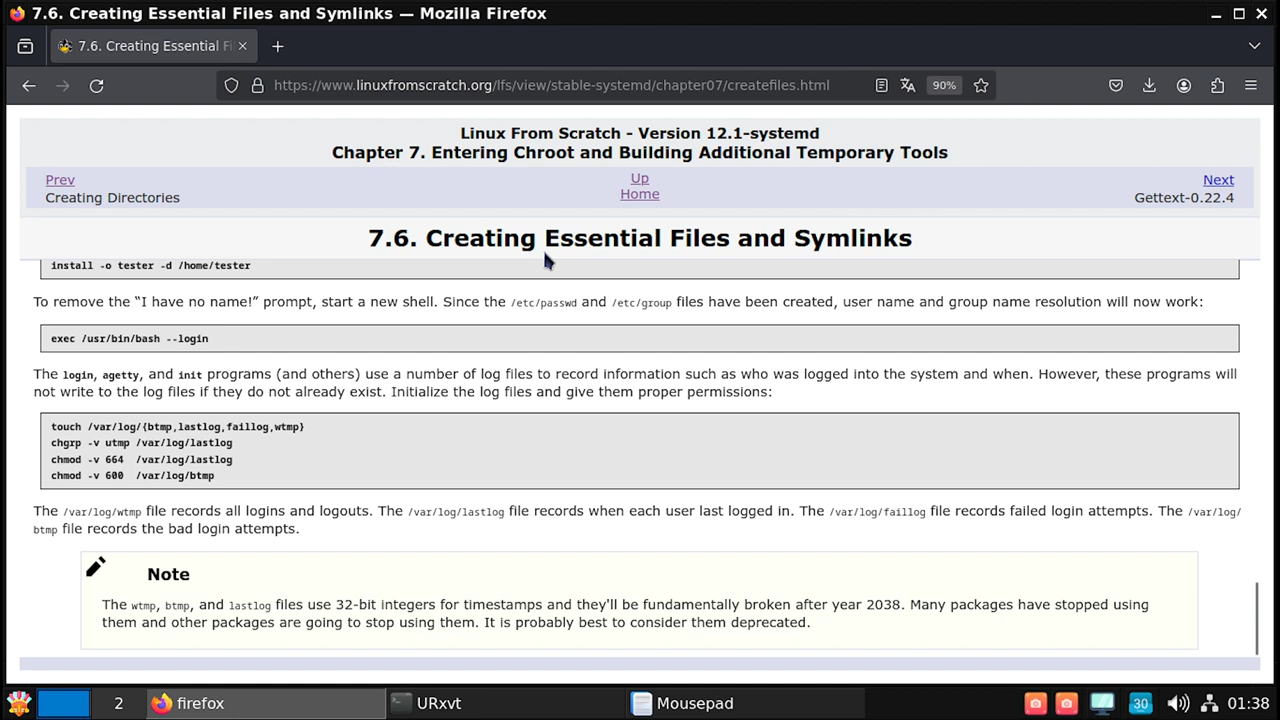 7.6. Creating Essential Files and Symlinks — Mozilla Firefox
7.6. Creating Essential Fi
https://www.linuxfromscratch.org/lfs/view/stable-systemd/chapter07/createfiles.html
90%
Linux From Scratch - Version 12.1-systemd
Chapter 7. Entering Chroot and Building Additional Temporary Tools
Prev
Up
Next
Creating Directories
Home
Gettext-0.22.4
7.6. Creating Essential Files and Symlinks
install -o tester -d /home/tester
To remove the “I have no name!” prompt, start a new shell. Since the /etc/passwd and /etc/group files have been created, user name and group name resolution will now work:
exec /usr/bin/bash --login
The login, agetty, and init programs (and others) use a number of log files to record information such as who was logged into the system and when. However, these programs will
not write to the log files if they do not already exist. Initialize the log files and give them proper permissions:
touch /var/log/{btmp,lastlog,faillog,wtmp}
chgrp -v utmp /var/log/lastlog
chmod -v 664  /var/log/lastlog
chmod -v 600  /var/log/btmp
The /var/log/wtmp file records all logins and logouts. The /var/log/lastlog file records when each user last logged in. The /var/log/faillog file records failed login attempts. The /var/log/
btmp file records the bad login attempts.
Note
The wtmp, btmp, and lastlog files use 32-bit integers for timestamps and they'll be fundamentally broken after year 2038. Many packages have stopped using
them and other packages are going to stop using them. It is probably best to consider them deprecated.
2
firefox
URxvt
Mousepad
30
01:38